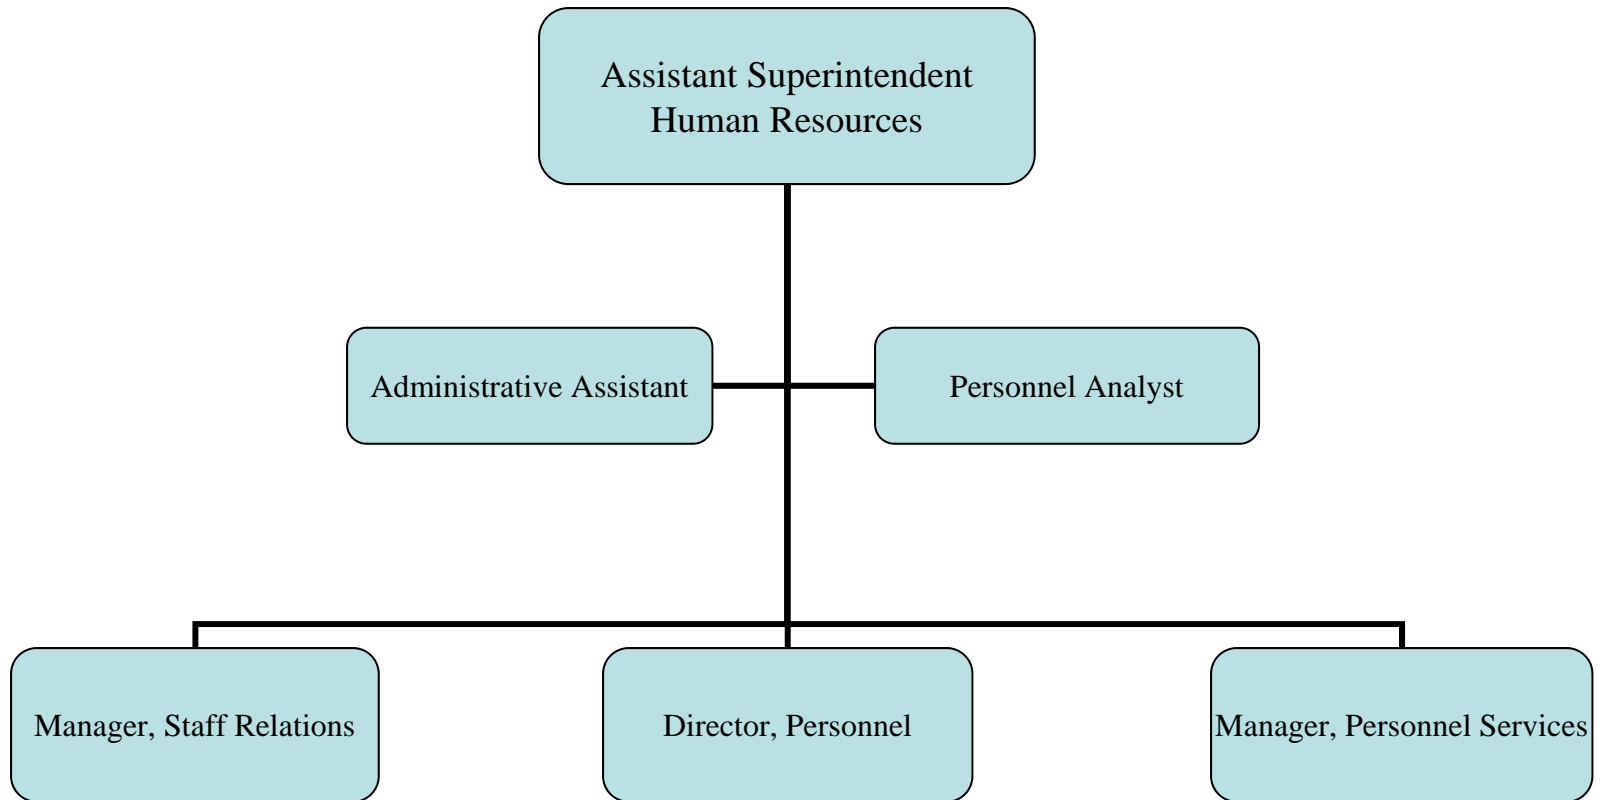 Assistant Superintendent
Human Resources
Administrative Assistant
Personnel Analyst
Manager, Staff Relations
Director, Personnel
Manager, Personnel Services